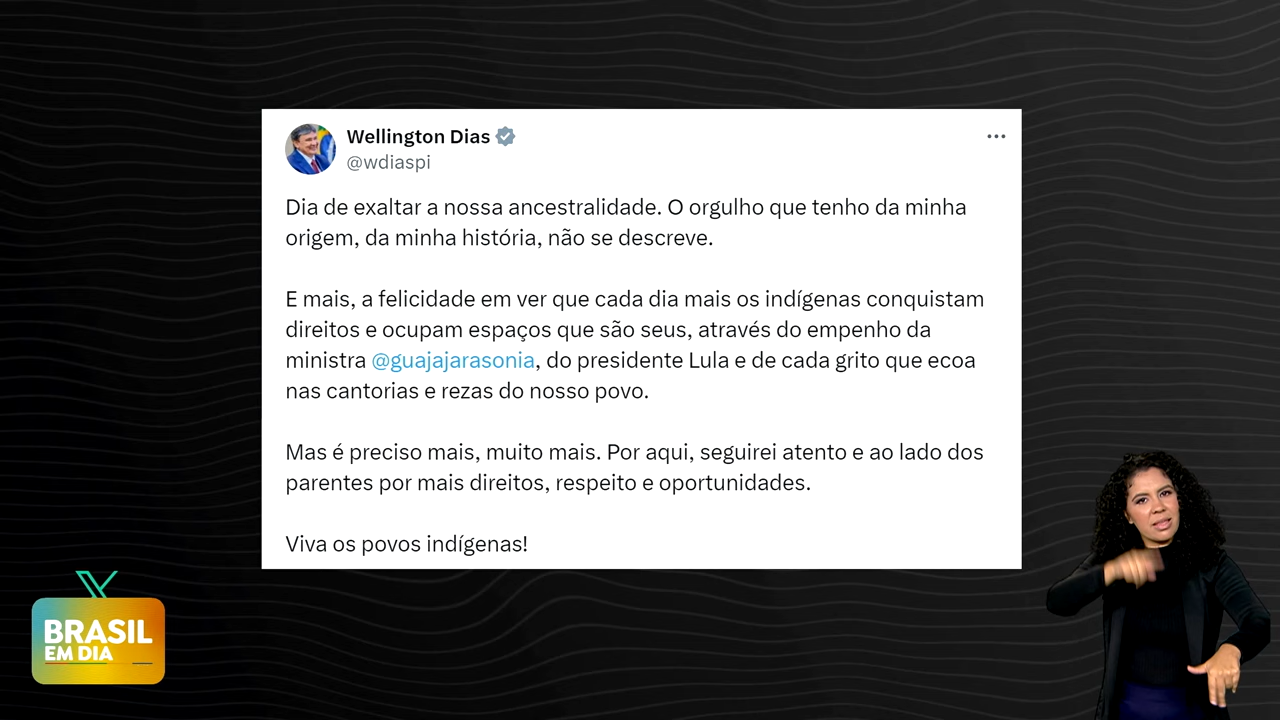 Wellington Dias
@wdiaspi
Dia de exaltar a nossa ancestralidade. O orgulho que tenho da minha
origem, da minha história, não se descreve.
E mais, a felicidade em ver que cada dia mais os indígenas conquistam
direitos e ocupam espaços que são seus, através do empenho da
ministra @guajajarasonia, do presidente Lula e de cada grito que ecoa
nas cantorias e rezas do nosso povo.
Mas é preciso mais, muito mais. Por aqui, seguirei atento e ao lado dos
parentes por mais direitos, respeito e oportunidades.
Viva os povos indígenas!
BRASIL
EM DIA